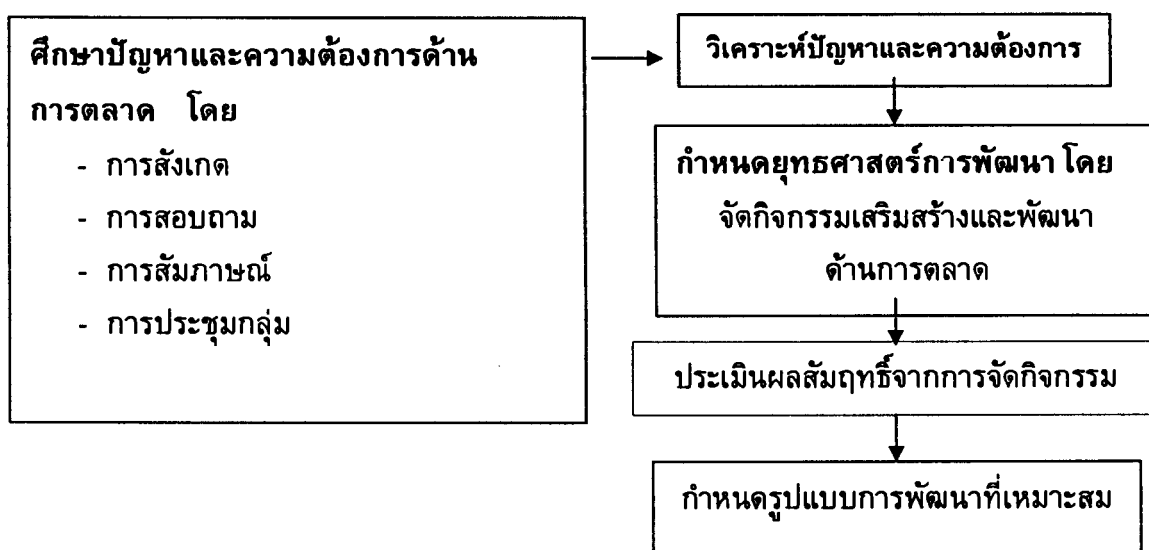 ศึกษาปัญหาและความต้องการด้าน
การตลาด โดย
- การสังเกต
- การสอบถาม
- การสัมภาษณ์
- การประชุมกลุ่ม
วิเคราะห์ปัญหาและความต้องการ
กำหนดยุทธศาสตร์การพัฒนา โดย
จัดกิจกรรมเสริมสร้างและพัฒนา
ด้านการตลาด
ประเมินผลสัมฤทธิ์จากการจัดกิจกรรม
กำหนดรูปแบบการพัฒนาที่เหมาะสม